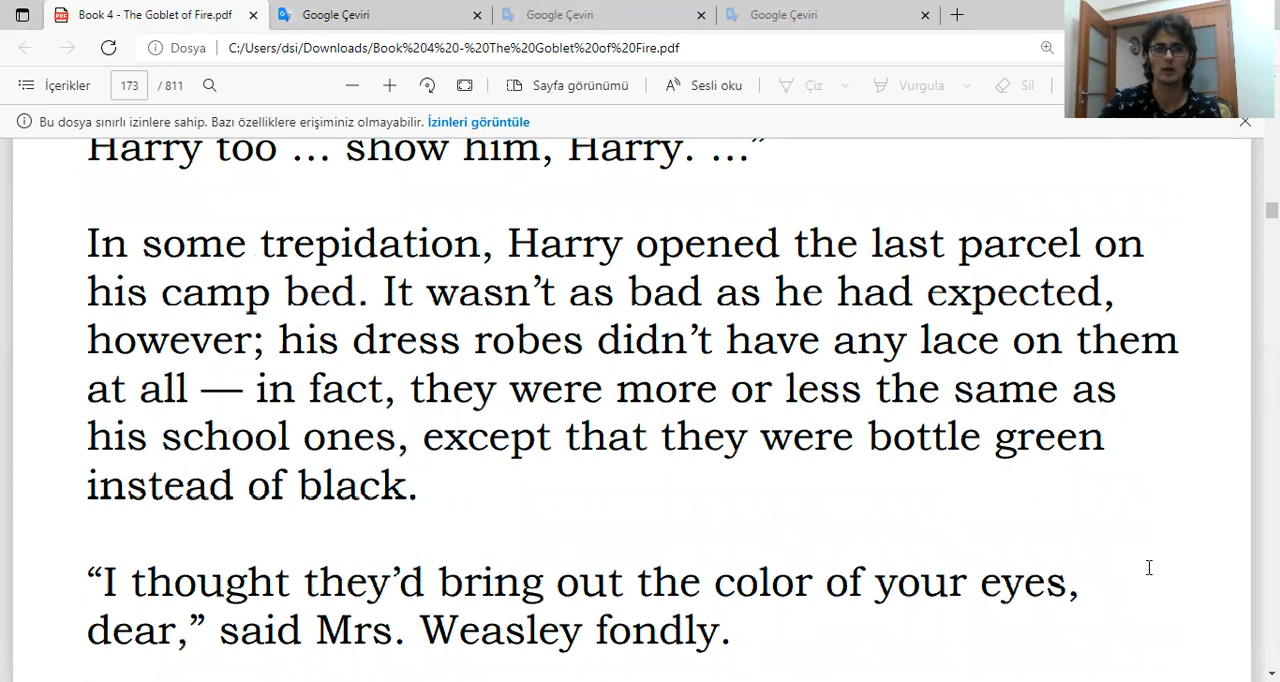 Book 4 - The Goblet of Fire.pdf
Google Çeviri
Google Çeviri
Google Çeviri
Dosya
C:/Users/dsi/Downloads/Book%204%20-%20The%20Goblet%20of%20Fire.pdf
İçerikler
173
/ 811
Sayfa görünümü
Sesli oku
Çiz
Vurgula
Sil
Bu dosya sınırlı izinlere sahip. Bazı özelliklere erişiminiz olmayabilir. İzinleri görüntüle
Harry too … show him, Harry. …”
In some trepidation, Harry opened the last parcel on
his camp bed. It wasn’t as bad as he had expected,
however; his dress robes didn’t have any lace on them
at all — in fact, they were more or less the same as
his school ones, except that they were bottle green
instead of black.
“I thought they’d bring out the color of your eyes,
dear,” said Mrs. Weasley fondly.